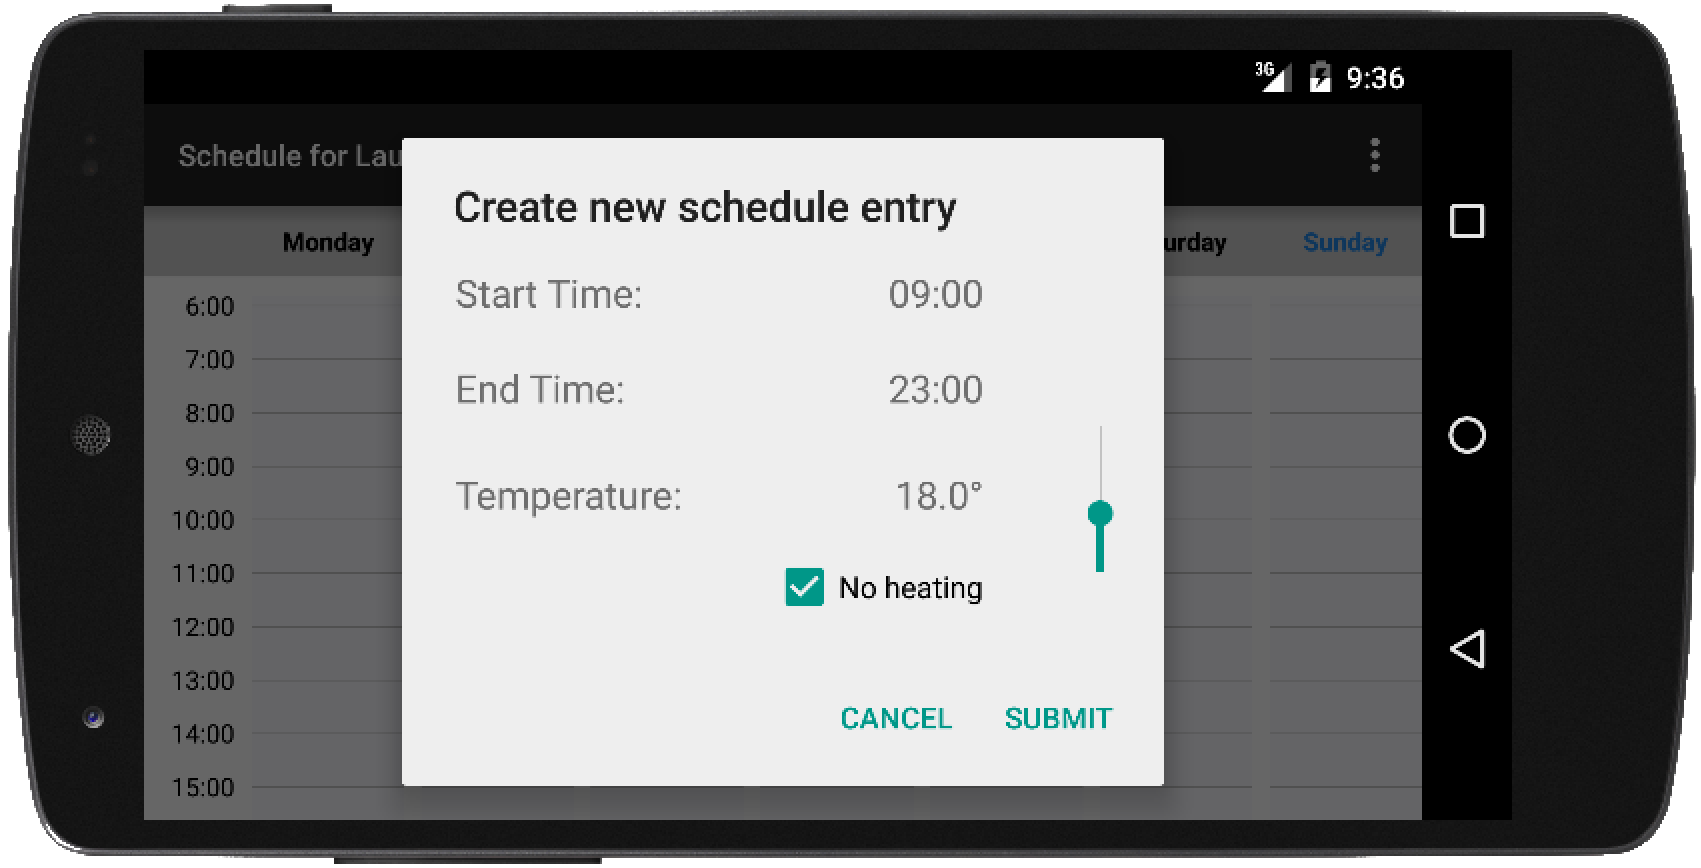 3G 9:36
Schedule for Lau
Create new schedule entry
Monday
urday
Sunday
Start Time: 09:00
End Time: 23:00
Temperature: 18.0°
No heating
CANCEL SUBMIT
6:00
7:00
8:00
9:00
10:00
11:00
12:00
13:00
14:00
15:00